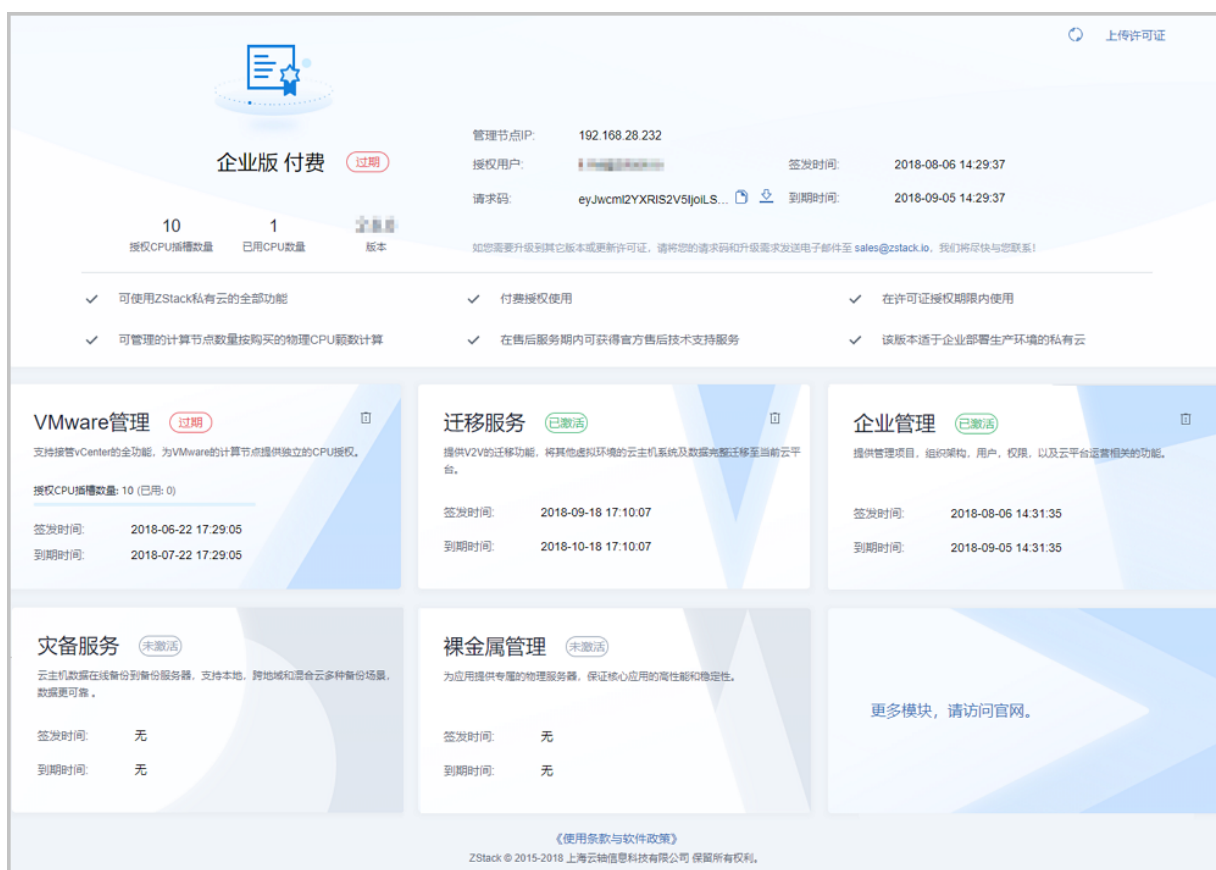 上传许可证
企业版 付费 过期
管理节点IP: 192.168.28.232
授权用户:
签发时间: 2018-08-06 14:29:37
请求码: eyJwcmI2YXRIS2V5IjoiLS...
到期时间: 2018-09-05 14:29:37
10 1
授权CPU插槽数量 已用CPU数量 版本
如您需要升级到其它版本或更新许可证，请将您的请求码和升级需求发送电子邮件至 sales@zstack.io，我们将尽快与您联系！
可使用ZStack私有云的全部功能 付费授权使用 在许可证授权期限内使用
可管理的计算节点数量按购买的物理CPU颗数计算 在售后服务期内可获得官方售后技术支持服务 该版本适于企业部署生产环境的私有云
VMware管理 过期
支持接管vCenter的全功能，为VMware的计算节点提供独立的CPU授权。
授权CPU插槽数量: 10 (已用: 0)
签发时间: 2018-06-22 17:29:05
到期时间: 2018-07-22 17:29:05
迁移服务 已激活
提供V2V的迁移功能，将其他虚拟环境的云主机系统及数据完整迁移至当前云平
台。
签发时间: 2018-09-18 17:10:07
到期时间: 2018-10-18 17:10:07
企业管理 已激活
提供管理项目，组织架构，用户，权限，以及云平台运营相关的功能。
签发时间: 2018-08-06 14:31:35
到期时间: 2018-09-05 14:31:35
灾备服务 未激活
云主机数据在线备份到备份服务器，支持本地，跨地域和混合云多种备份场景，
数据更可靠 。
签发时间: 无
到期时间: 无
裸金属管理 未激活
为应用提供专属的物理服务器，保证核心应用的高性能和稳定性。
签发时间: 无
到期时间: 无
更多模块，请访问官网。
《使用条款与软件政策》
ZStack © 2015-2018 上海云轴信息科技有限公司 保留所有权利。